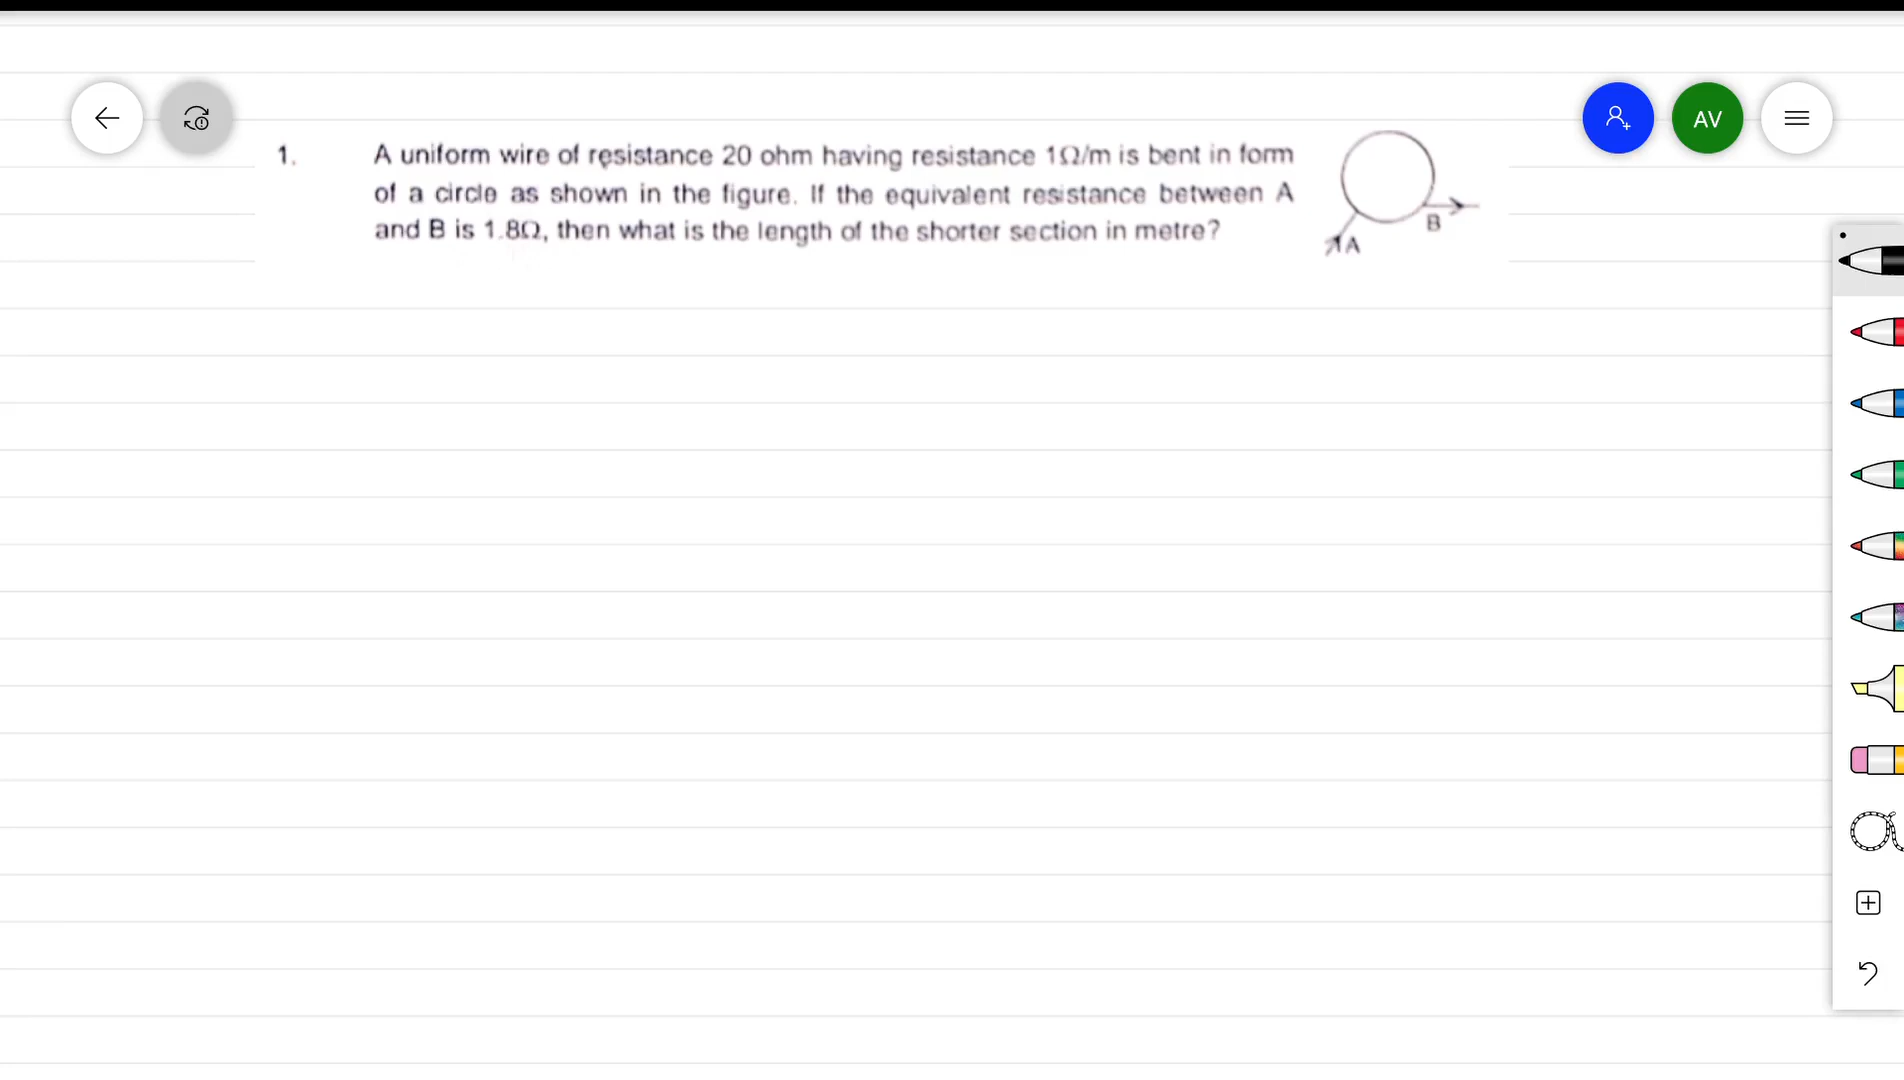 AV
1. A uniform wire of resistance 20 ohm having resistance 1Ω/m is bent in form
of a circle as shown in the figure. If the equivalent resistance between A
and B is 1.8Ω, then what is the length of the shorter section in metre?
B
A